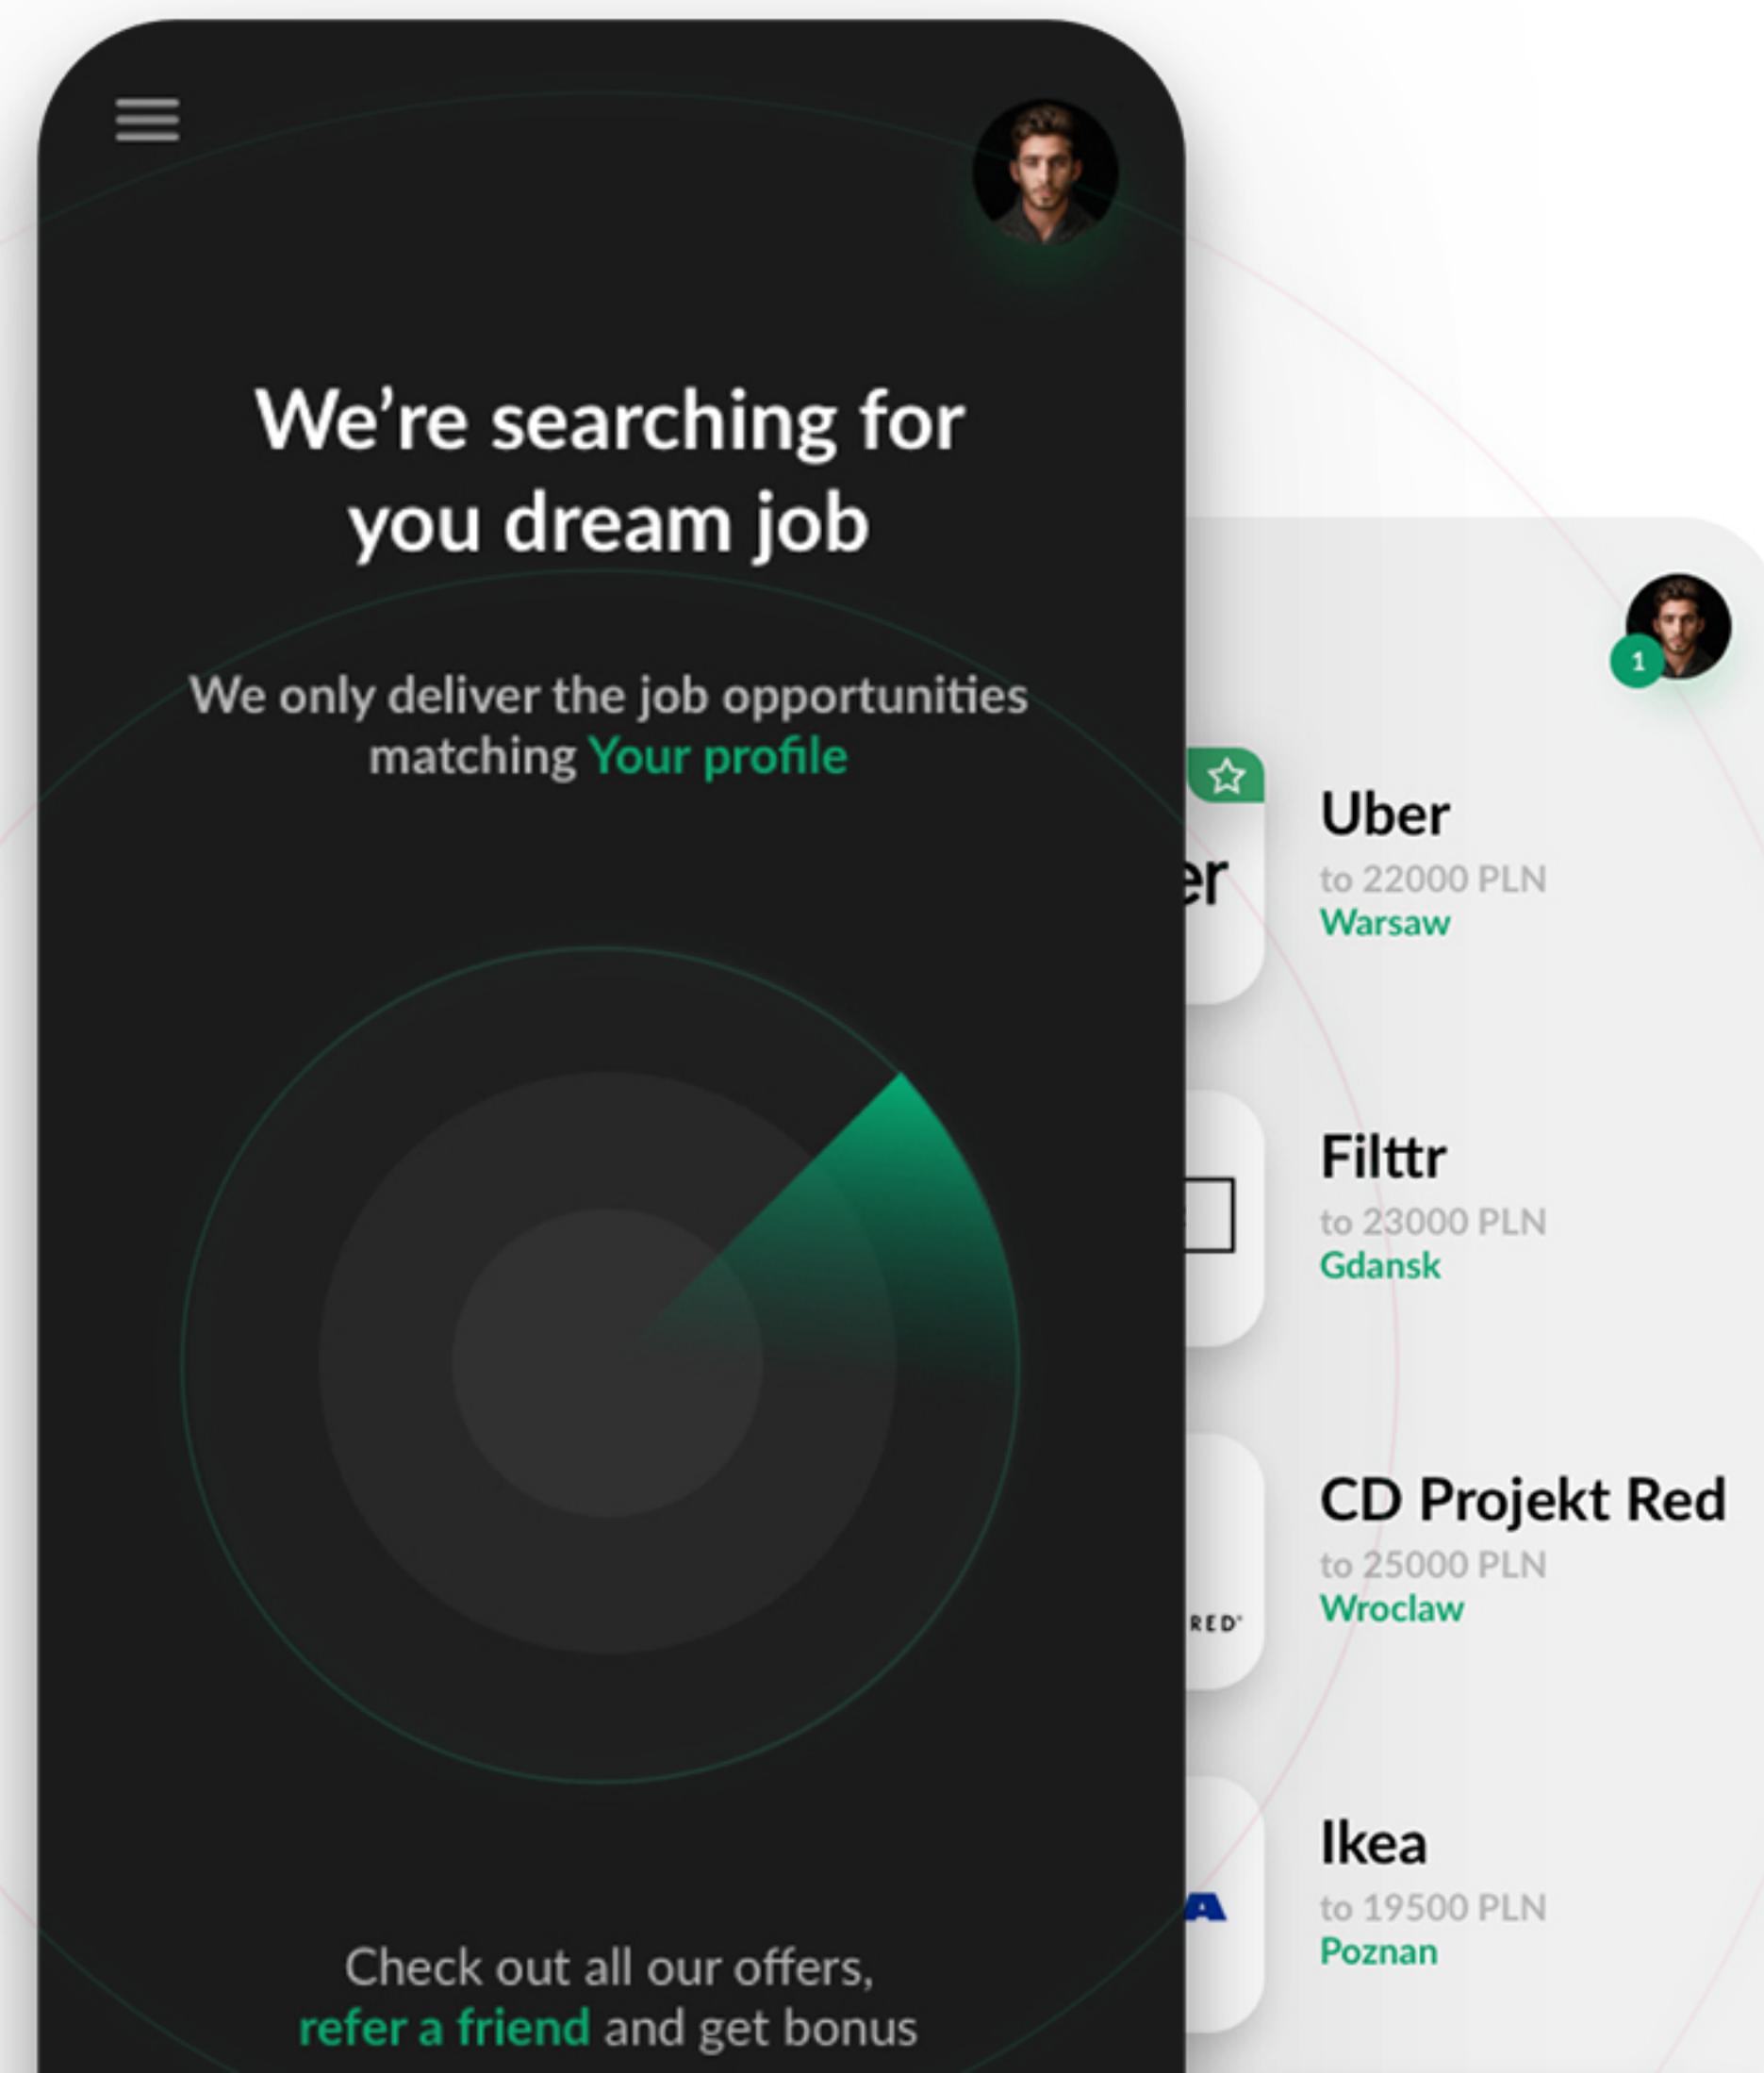 We’re searching for
you dream job
We only deliver the job opportunities
matching Your profile
Check out all our offers,
refer a friend and get bonus
1
er
Uber
to 22000 PLN
Warsaw
Filttr
to 23000 PLN
Gdansk
RED
CD Projekt Red
to 25000 PLN
Wroclaw
A
Ikea
to 19500 PLN
Poznan